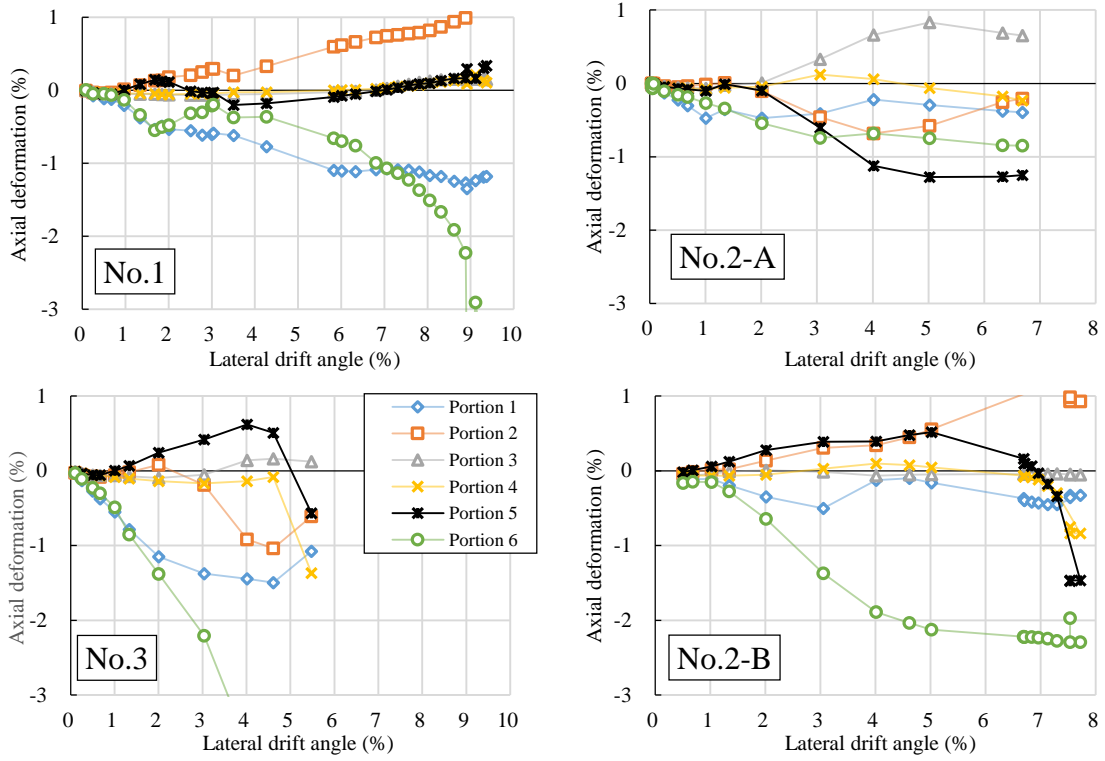 1
0
-1
-2
-3
Axial deformation (%)
No.1
0 1 2 3 4 5 6 7 8 9 10
Lateral drift angle (%)
1
0
-1
-2
-3
Axial deformation (%)
No.2-A
0 1 2 3 4 5 6 7 8
Lateral drift angle (%)
1
0
-1
-2
-3
Axial deformation (%)
No.3
0 1 2 3 4 5 6 7 8 9 10
Lateral drift angle (%)
Portion 1
Portion 2
Portion 3
Portion 4
Portion 5
Portion 6
1
0
-1
-2
-3
Axial deformation (%)
No.2-B
0 1 2 3 4 5 6 7 8
Lateral drift angle (%)